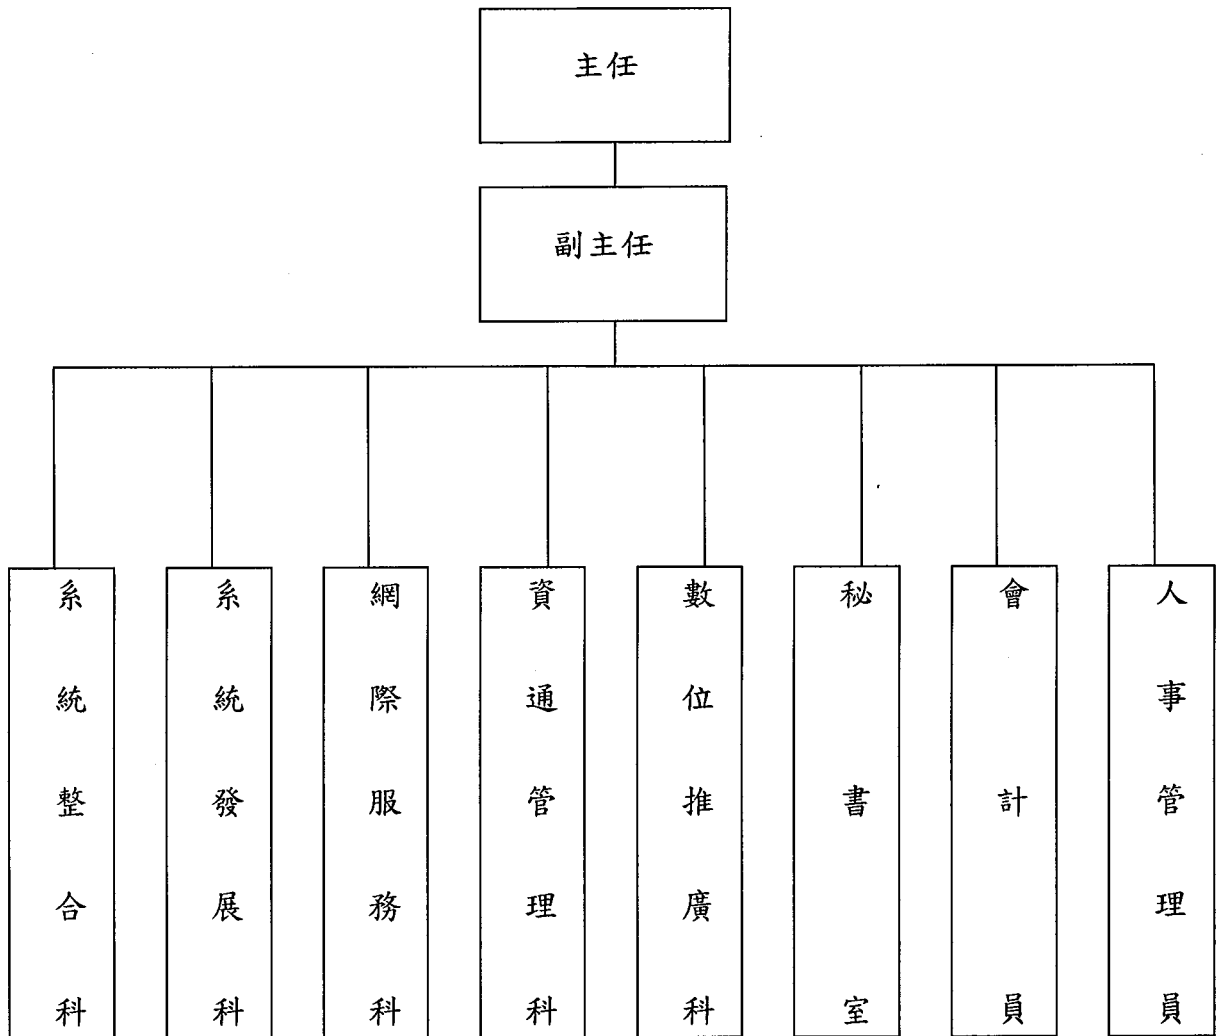 主任
副主任
系統整合科
系統發展科
網際服務科
資通管理科
數位推廣科
秘書室
會計員
人事管理員